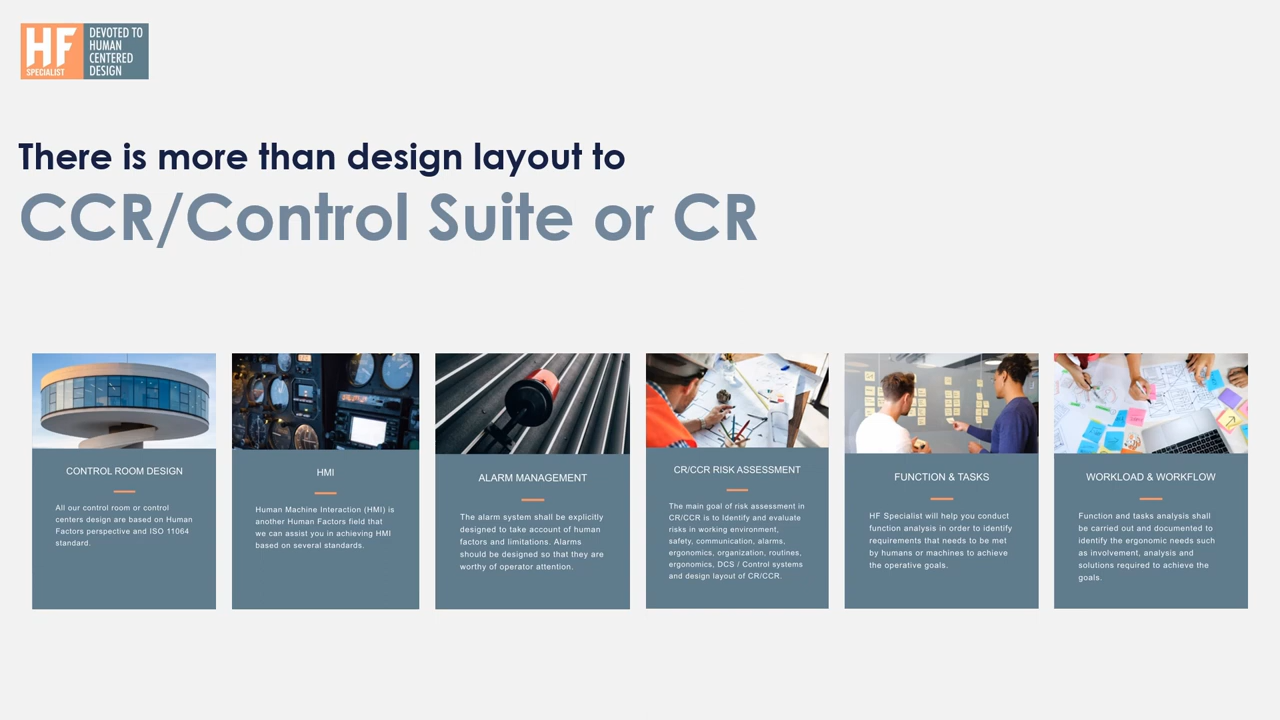 HF
SPECIALIST
DEVOTED TO
HUMAN
CENTERED
DESIGN
There is more than design layout to
CCR/Control Suite or CR
CONTROL ROOM DESIGN
All our control room or control
centers design are based on Human
Factors perspective and ISO 11064
standard.
HMI
Human Machine Interaction (HMI) is
another Human Factors field that
we can assist you in achieving HMI
based on several standards.
ALARM MANAGEMENT
The alarm system shall be explicitly
designed to take account of human
factors and limitations. Alarms
should be designed so that they are
worthy of operator attention.
CR/CCR RISK ASSESSMENT
The main goal of risk assessment in
CR/CCR is to Identify and evaluate
risks in working environment,
safety, communication, alarms,
ergonomics, organization, routines,
ergonomics, DCS / Control systems
and design layout of CR/CCR.
FUNCTION & TASKS
HF Specialist will help you conduct
function analysis in order to identify
requirements that needs to be met
by humans or machines to achieve
the operative goals.
WORKLOAD & WORKFLOW
Function and tasks analysis shall
be carried out and documented to
identify the ergonomic needs such
as involvement, analysis and
solutions required to achieve the
goals.